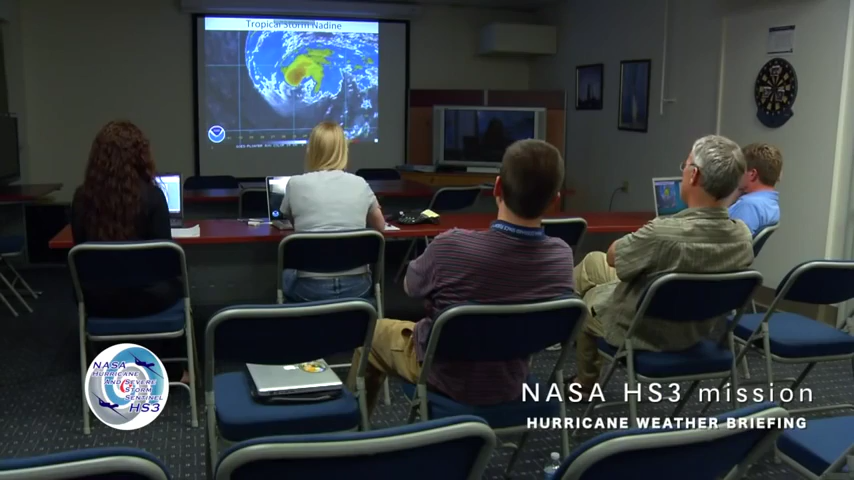 Tropical Storm Nadine
NASA
HURRICANE
AND SEVERE
STORM
SENTINEL
HS3
NASA HS3 mission
HURRICANE WEATHER BRIEFING